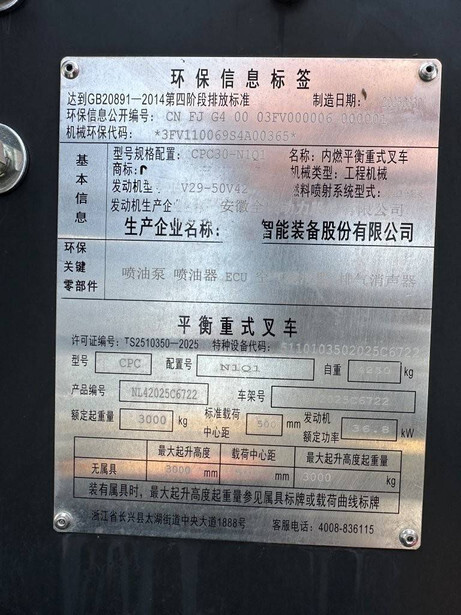 环保信息标签
达到GB20891—2014第四阶段排放标准 制造日期:
环保信息公开编号: CN FJ G4 00 03FV000006
机械环保代码: *3FV110069S4A00365*
基本信息
型号规格配置: CPC30-N1Q1 名称: 内燃平衡重式叉车
商标: 机械类型: 工程机械
发动机型 V29-50V42 燃料喷射系统型式:
发动机生产企 安徽全 有限公司
生产企业名称: 智能装备股份有限公司
环保关键零部件
喷油泵 喷油器 ECU 排气消声器
平衡重式叉车
许可证编号: TS2510350—2025 特种设备代码: 5110103502025C6722
型号 CPC 配置号 N1Q1 自重 kg
产品编号 NL42025C6722 车架号 2025C6722
额定起重量 3000 kg 标准载荷中心距 500 mm 发动机额定功率 36.8 kW
最大起升高度 载荷中心距 最大起重量
无属具 3000 mm mm 3000 kg
装有属具时，最大起升高度起重量参见属具标牌或载荷曲线标牌
浙江省长兴县太湖街道中央大道1888号 客服电话: 4008-836115